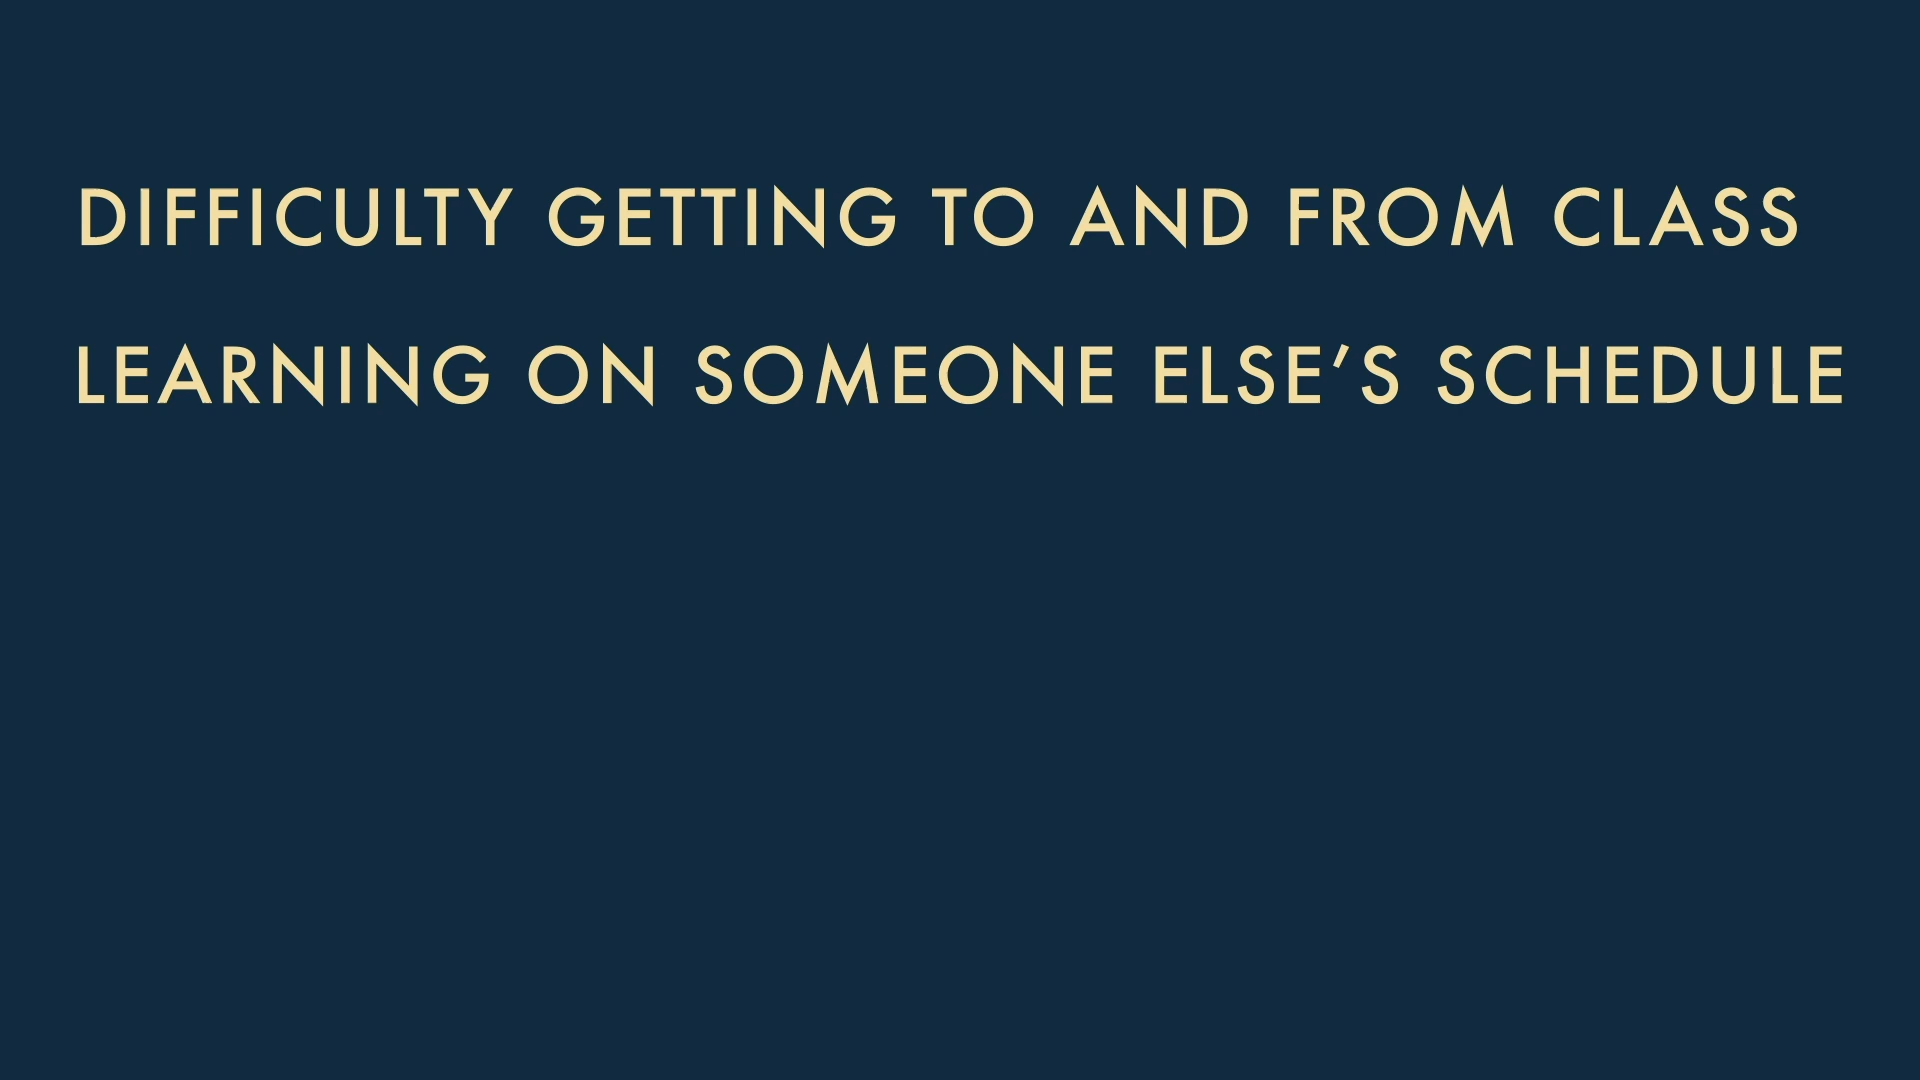 DIFFICULTY GETTING TO AND FROM CLASS
LEARNING ON SOMEONE ELSE’S SCHEDULE